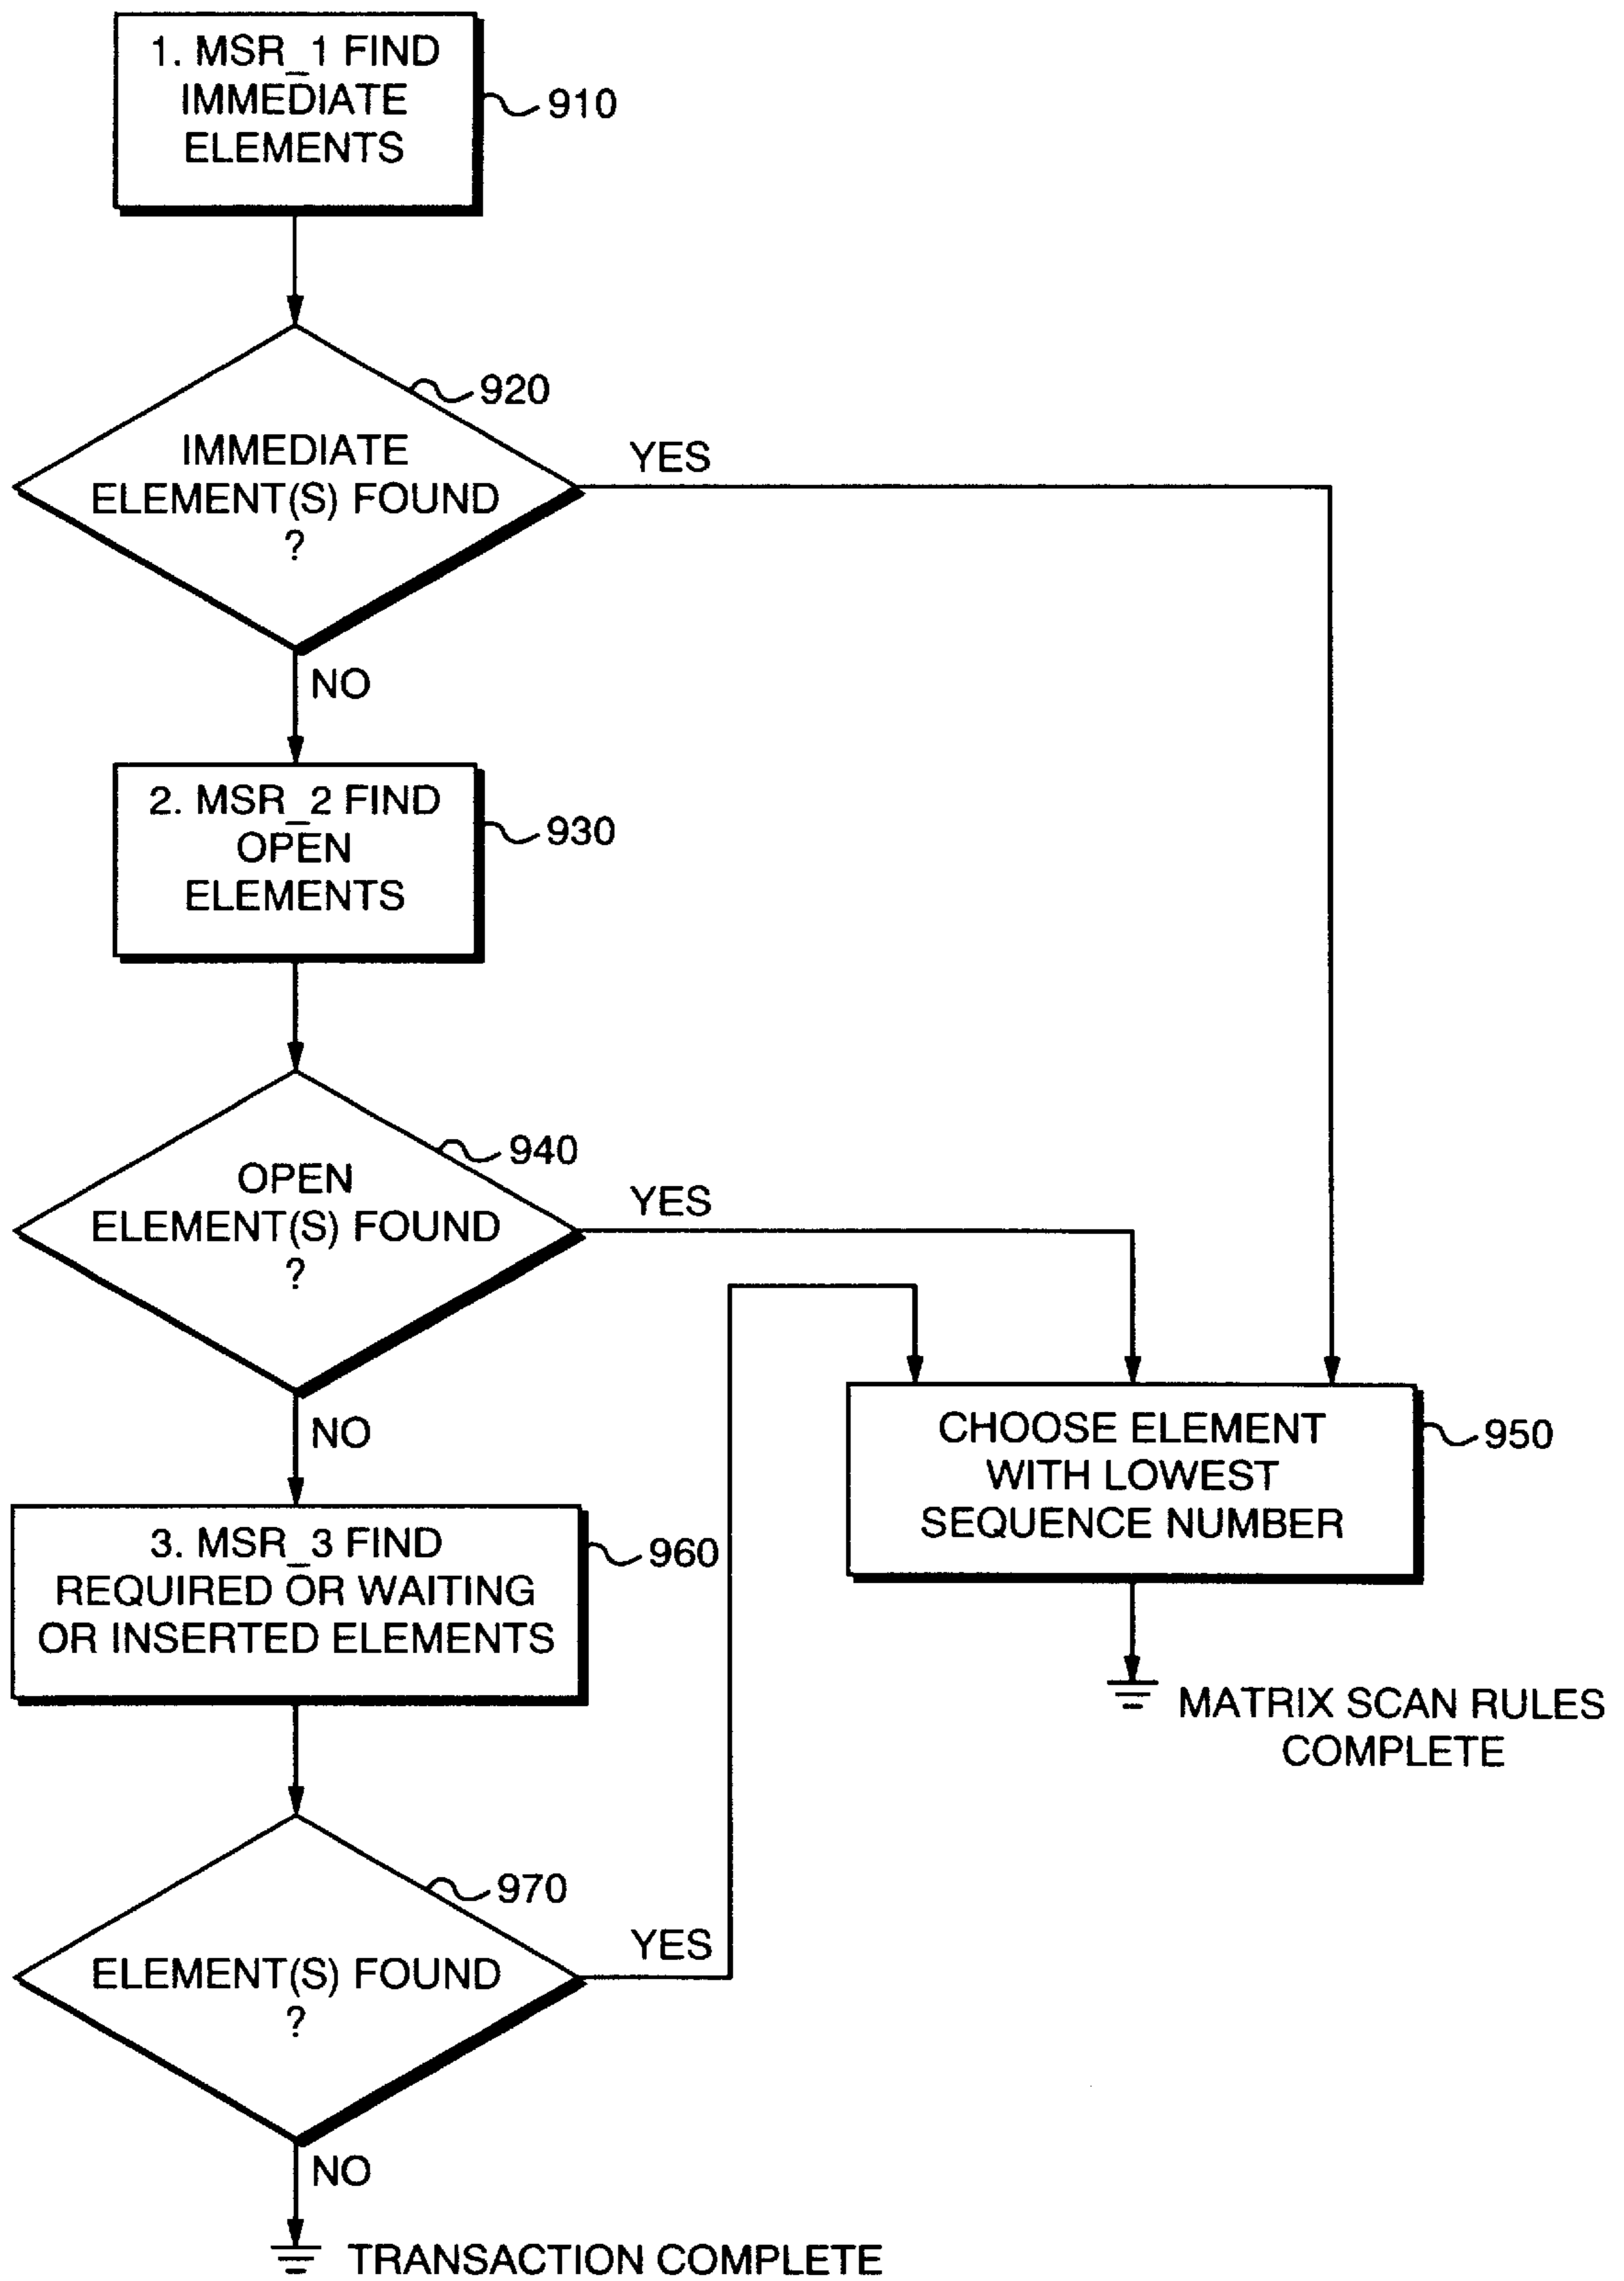 1. MSR_1 FIND
IMMEDIATE
ELEMENTS
910
920
IMMEDIATE
ELEMENT(S) FOUND
?
YES
NO
2. MSR_2 FIND
OPEN
ELEMENTS
930
940
OPEN
ELEMENT(S) FOUND
?
YES
NO
CHOOSE ELEMENT
WITH LOWEST
SEQUENCE NUMBER
950
3. MSR_3 FIND
REQUIRED OR WAITING
OR INSERTED ELEMENTS
960
MATRIX SCAN RULES
COMPLETE
970
ELEMENT(S) FOUND
?
YES
NO
TRANSACTION COMPLETE